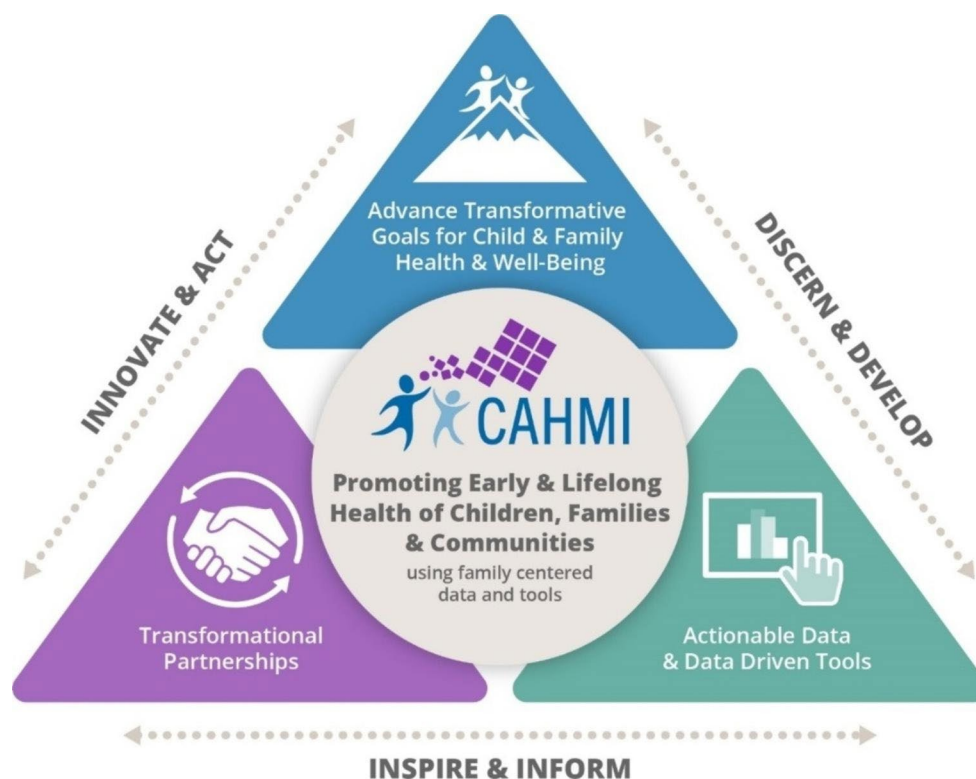 Advance Transformative
Goals for Child & Family
Health & Well-Being
INNOVATE & ACT
DISCERN & DEVELOP
CAHMI
Promoting Early & Lifelong
Health of Children, Families
& Communities
using family centered
data and tools
Transformational
Partnerships
Actionable Data
& Data Driven Tools
INSPIRE & INFORM